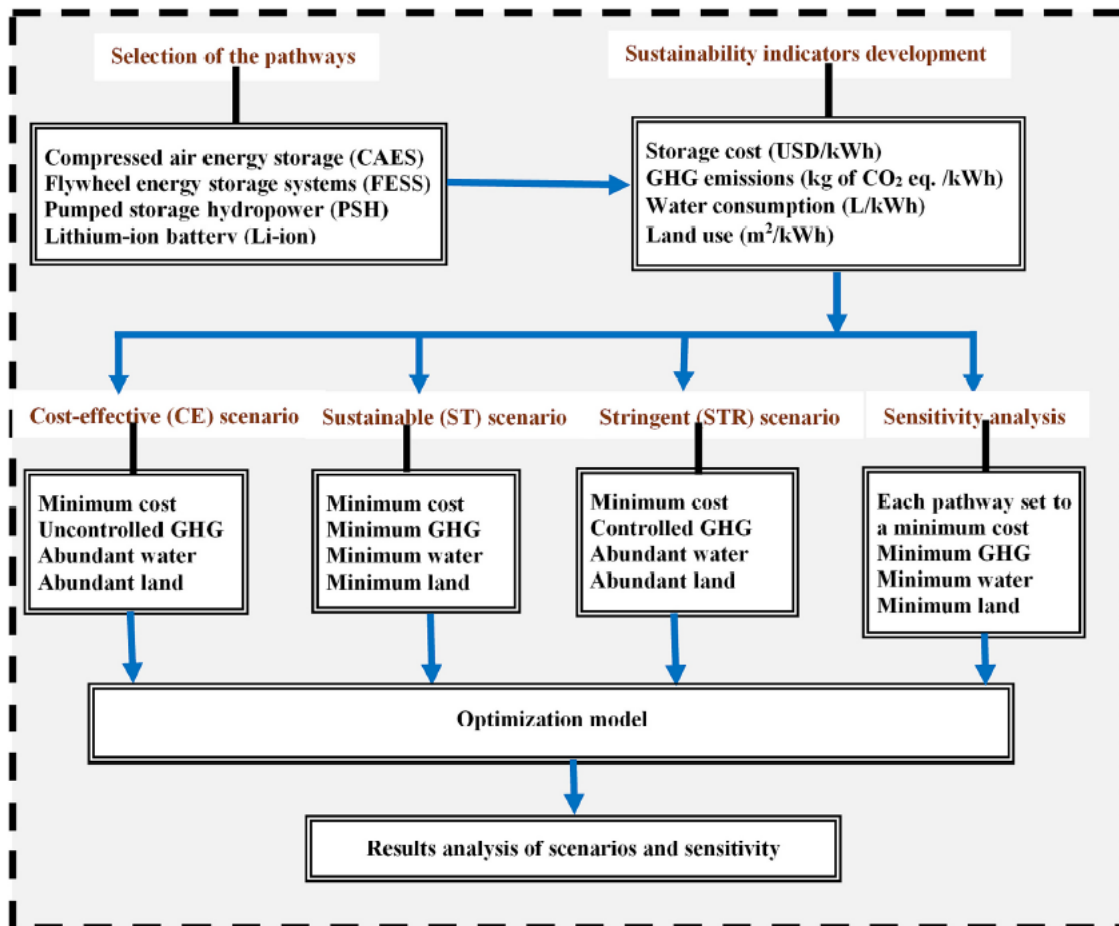 Selection of the pathways
Sustainability indicators development
Compressed air energy storage (CAES)
Flywheel energy storage systems (FESS)
Pumped storage hydropower (PSH)
Lithium-ion battery (Li-ion)
Storage cost (USD/kWh)
GHG emissions (kg of CO₂ eq. /kWh)
Water consumption (L/kWh)
Land use (m²/kWh)
Cost-effective (CE) scenario
Sustainable (ST) scenario
Stringent (STR) scenario
Sensitivity analysis
Minimum cost
Uncontrolled GHG
Abundant water
Abundant land
Minimum cost
Minimum GHG
Minimum water
Minimum land
Minimum cost
Controlled GHG
Abundant water
Abundant land
Each pathway set to
a minimum cost
Minimum GHG
Minimum water
Minimum land
Optimization model
Results analysis of scenarios and sensitivity